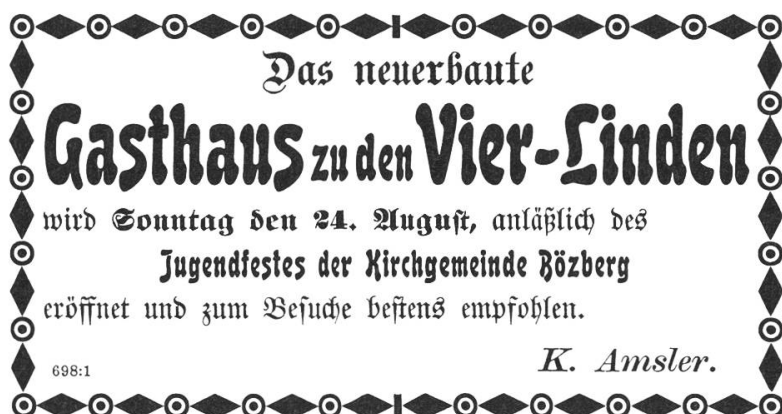 Das neuerbaute
Gasthaus zu den Vier-Linden
wird Sonntag den 24. August, anläßlich des
Jugendfestes der Kirchgemeinde Bözberg
eröffnet und zum Besuche bestens empfohlen.
698:1 K. Amsler.